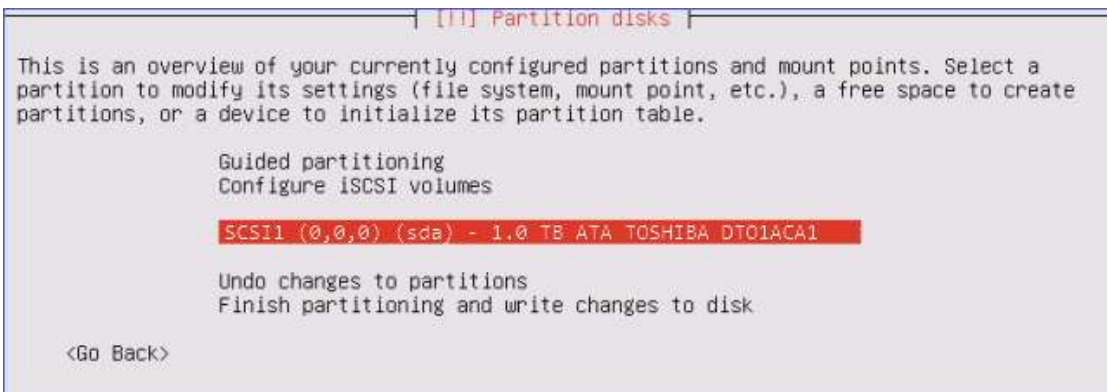 [!!] Partition disks
This is an overview of your currently configured partitions and mount points. Select a
partition to modify its settings (file system, mount point, etc.), a free space to create
partitions, or a device to initialize its partition table.
Guided partitioning
Configure iSCSI volumes
SCSI1 (0,0,0) (sda) - 1.0 TB ATA TOSHIBA DT01ACA1
Undo changes to partitions
Finish partitioning and write changes to disk
<Go Back>